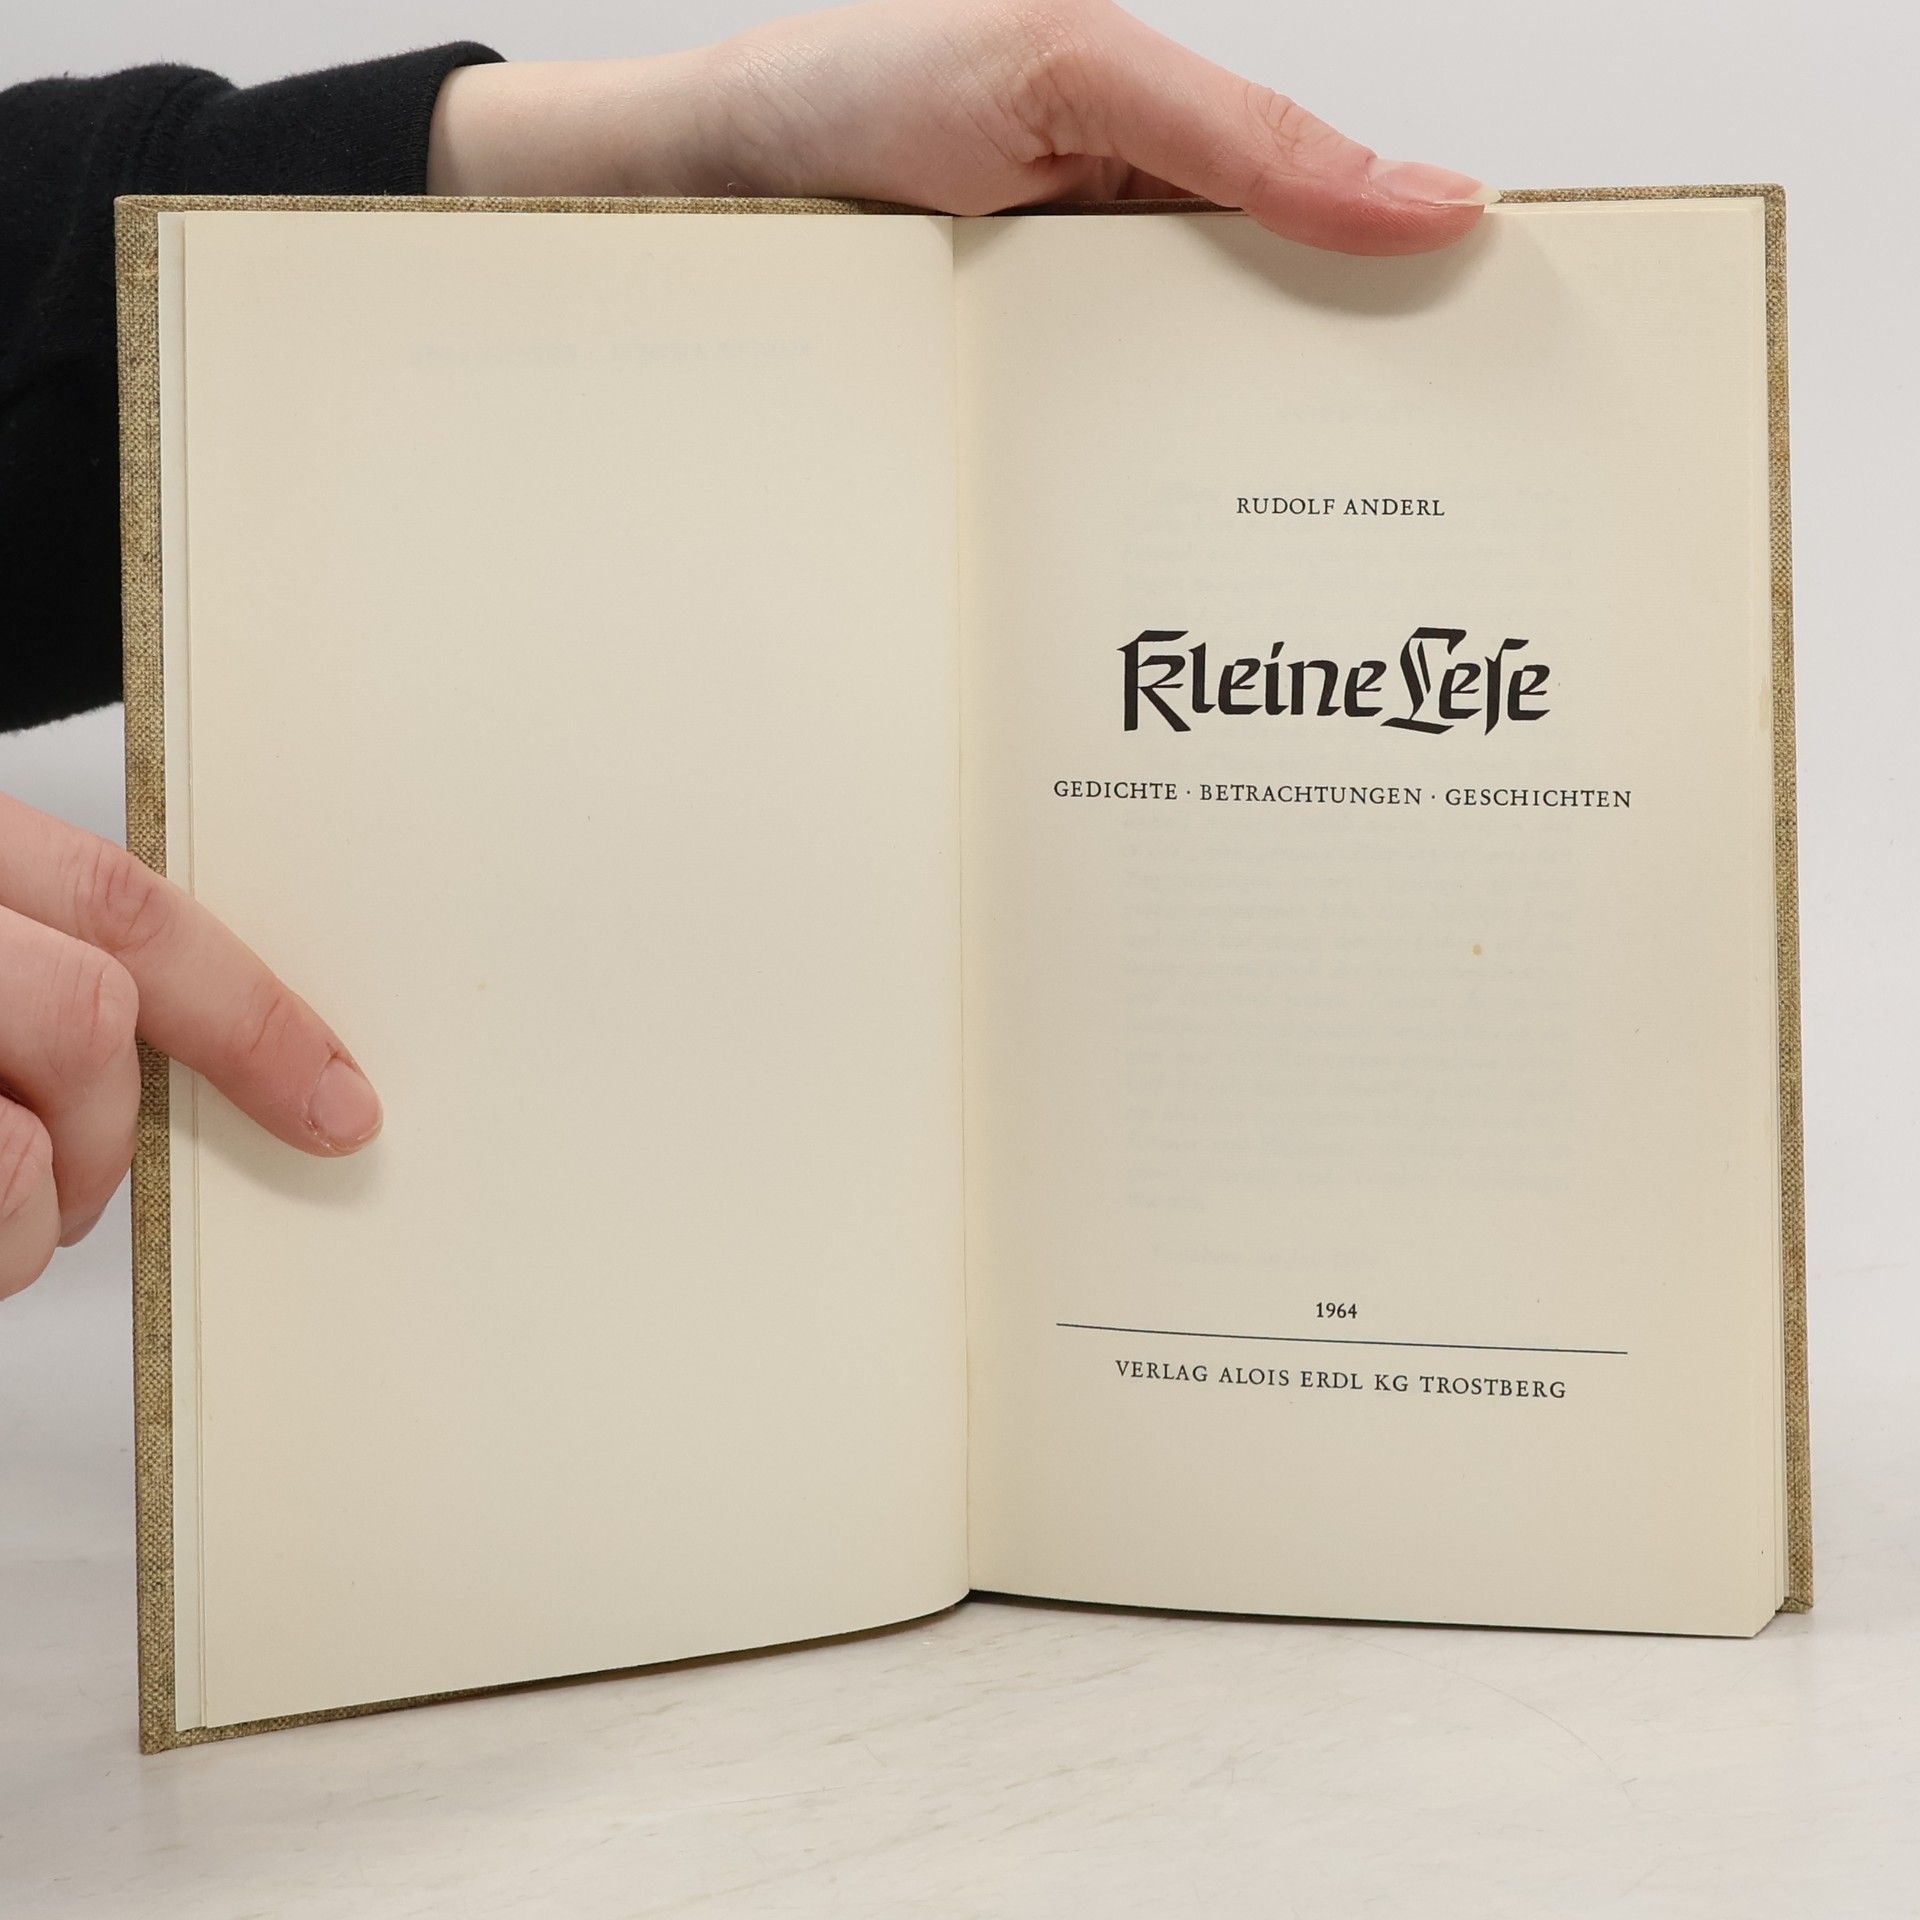 RUDOLF ANDERL
Kleine Leſe
GEDICHTE · BETRACHTUNGEN · GESCHICHTEN
1964
VERLAG ALOIS ERDL KG TROSTBERG